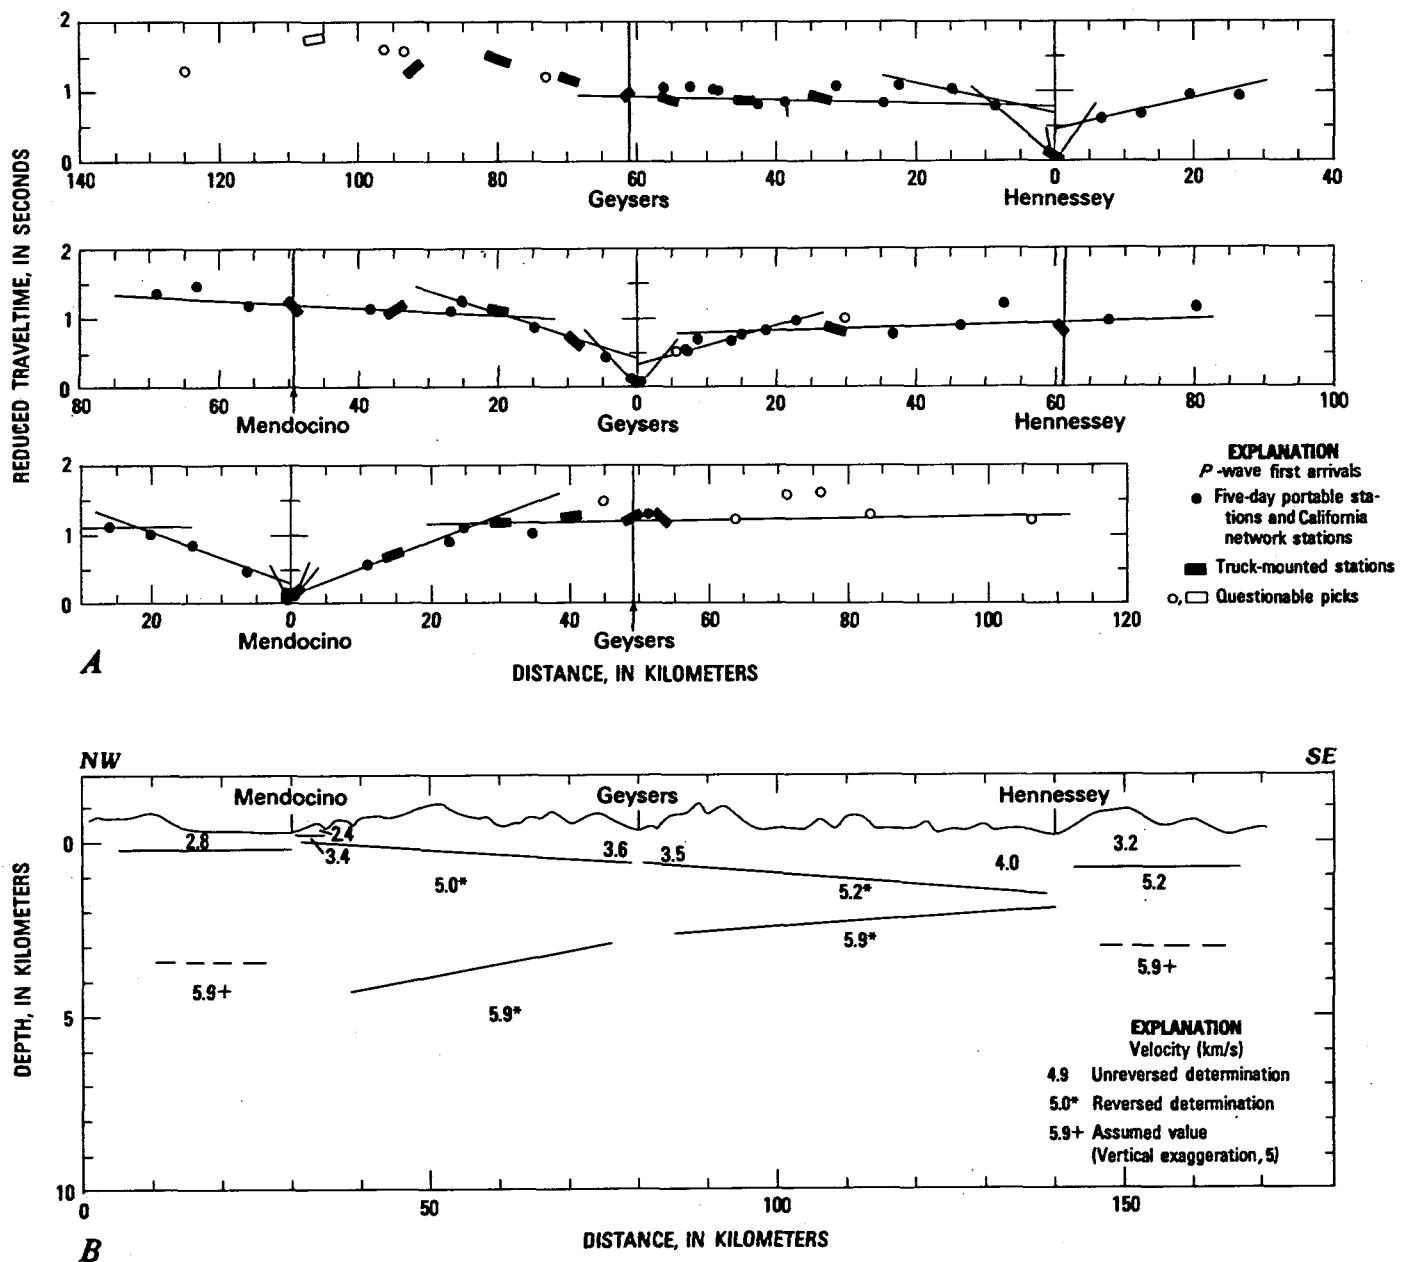 REDUCED TRAVELTIME, IN SECONDS
2
1
0
140 120 100 80 60 40 20 0 20 40
Geysers Hennessey
2
1
0
80 60 40 20 0 20 40 60 80 100
Mendocino Geysers Hennessey
2
1
0
20 0 20 40 60 80 100 120
Mendocino Geysers
EXPLANATION
P-wave first arrivals
Five-day portable sta-
tions and California
network stations
Truck-mounted stations
Questionable picks
A
DISTANCE, IN KILOMETERS
NW SE
Mendocino Geysers Hennessey
DEPTH, IN KILOMETERS
0
5
10
2.8 2.4 3.2
3.4 3.6 3.5 4.0
5.0* 5.2* 5.2
5.9*
5.9+ 5.9+
5.9*
EXPLANATION
Velocity (km/s)
4.9 Unreversed determination
5.0* Reversed determination
5.9+ Assumed value
(Vertical exaggeration, 5)
0 50 100 150
B
DISTANCE, IN KILOMETERS